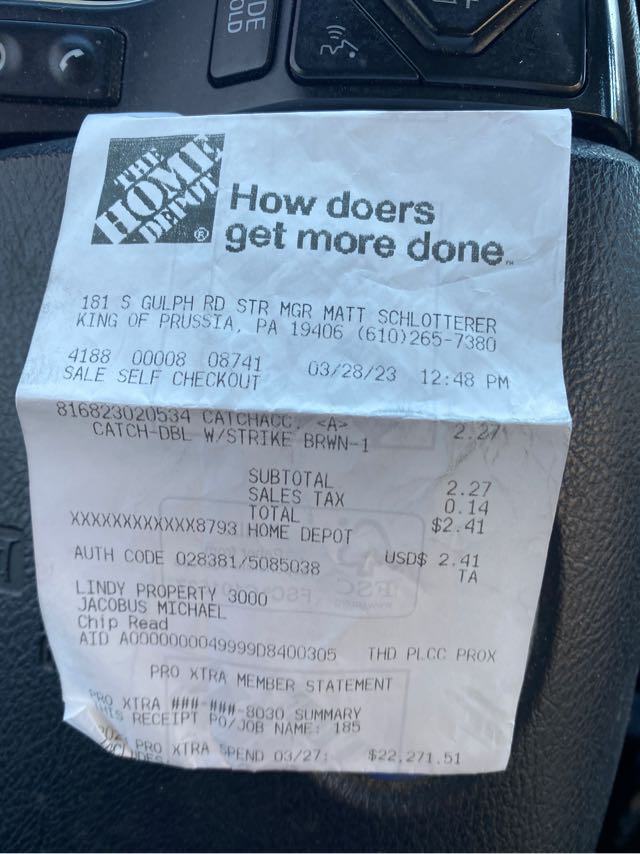 DE
OLD
THE
HOME
DEPOT
®
How doers
get more done™
181 S GULPH RD STR MGR MATT SCHLOTTERER
KING OF PRUSSIA, PA 19406 (610)265-7380
4188 00008 08741 03/28/23 12:48 PM
SALE SELF CHECKOUT
816823020534 CATCHACC. <A> 2.27
CATCH-DBL W/STRIKE BRWN-1
SUBTOTAL 2.27
SALES TAX 0.14
TOTAL $2.41
XXXXXXXXXXXX8793 HOME DEPOT
USD$ 2.41
AUTH CODE 028381/5085038 TA
LINDY PROPERTY 3000
JACOBUS MICHAEL
Chip Read
AID A0000000049999D8400305 THD PLCC PROX
PRO XTRA MEMBER STATEMENT
PRO XTRA ###-###-8030 SUMMARY
THIS RECEIPT PO/JOB NAME: 185
PRO XTRA SPEND 03/27: $22,271.51